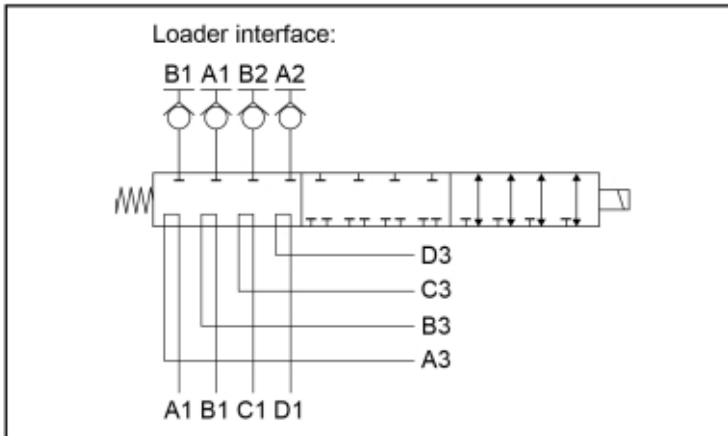 Loader interface:
B1 A1 B2 A2
D3
C3
B3
A3
A1 B1 C1 D1